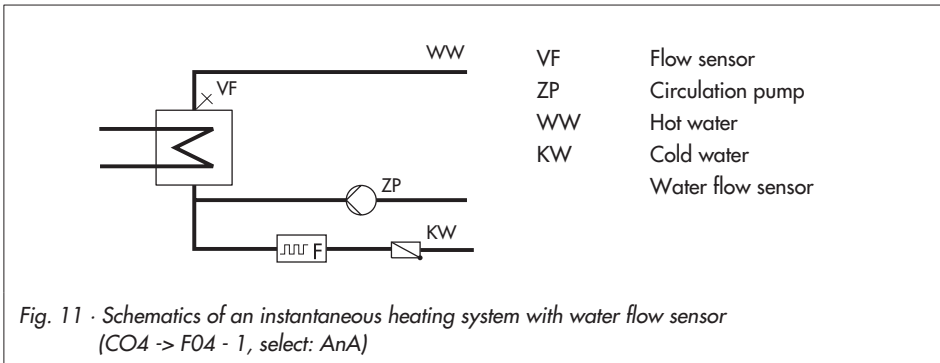 WW
VF
ZP
KW
F
VF Flow sensor
ZP Circulation pump
WW Hot water
KW Cold water
Water flow sensor
Fig. 11 · Schematics of an instantaneous heating system with water flow sensor
(CO4 -> F04 - 1, select: AnA)